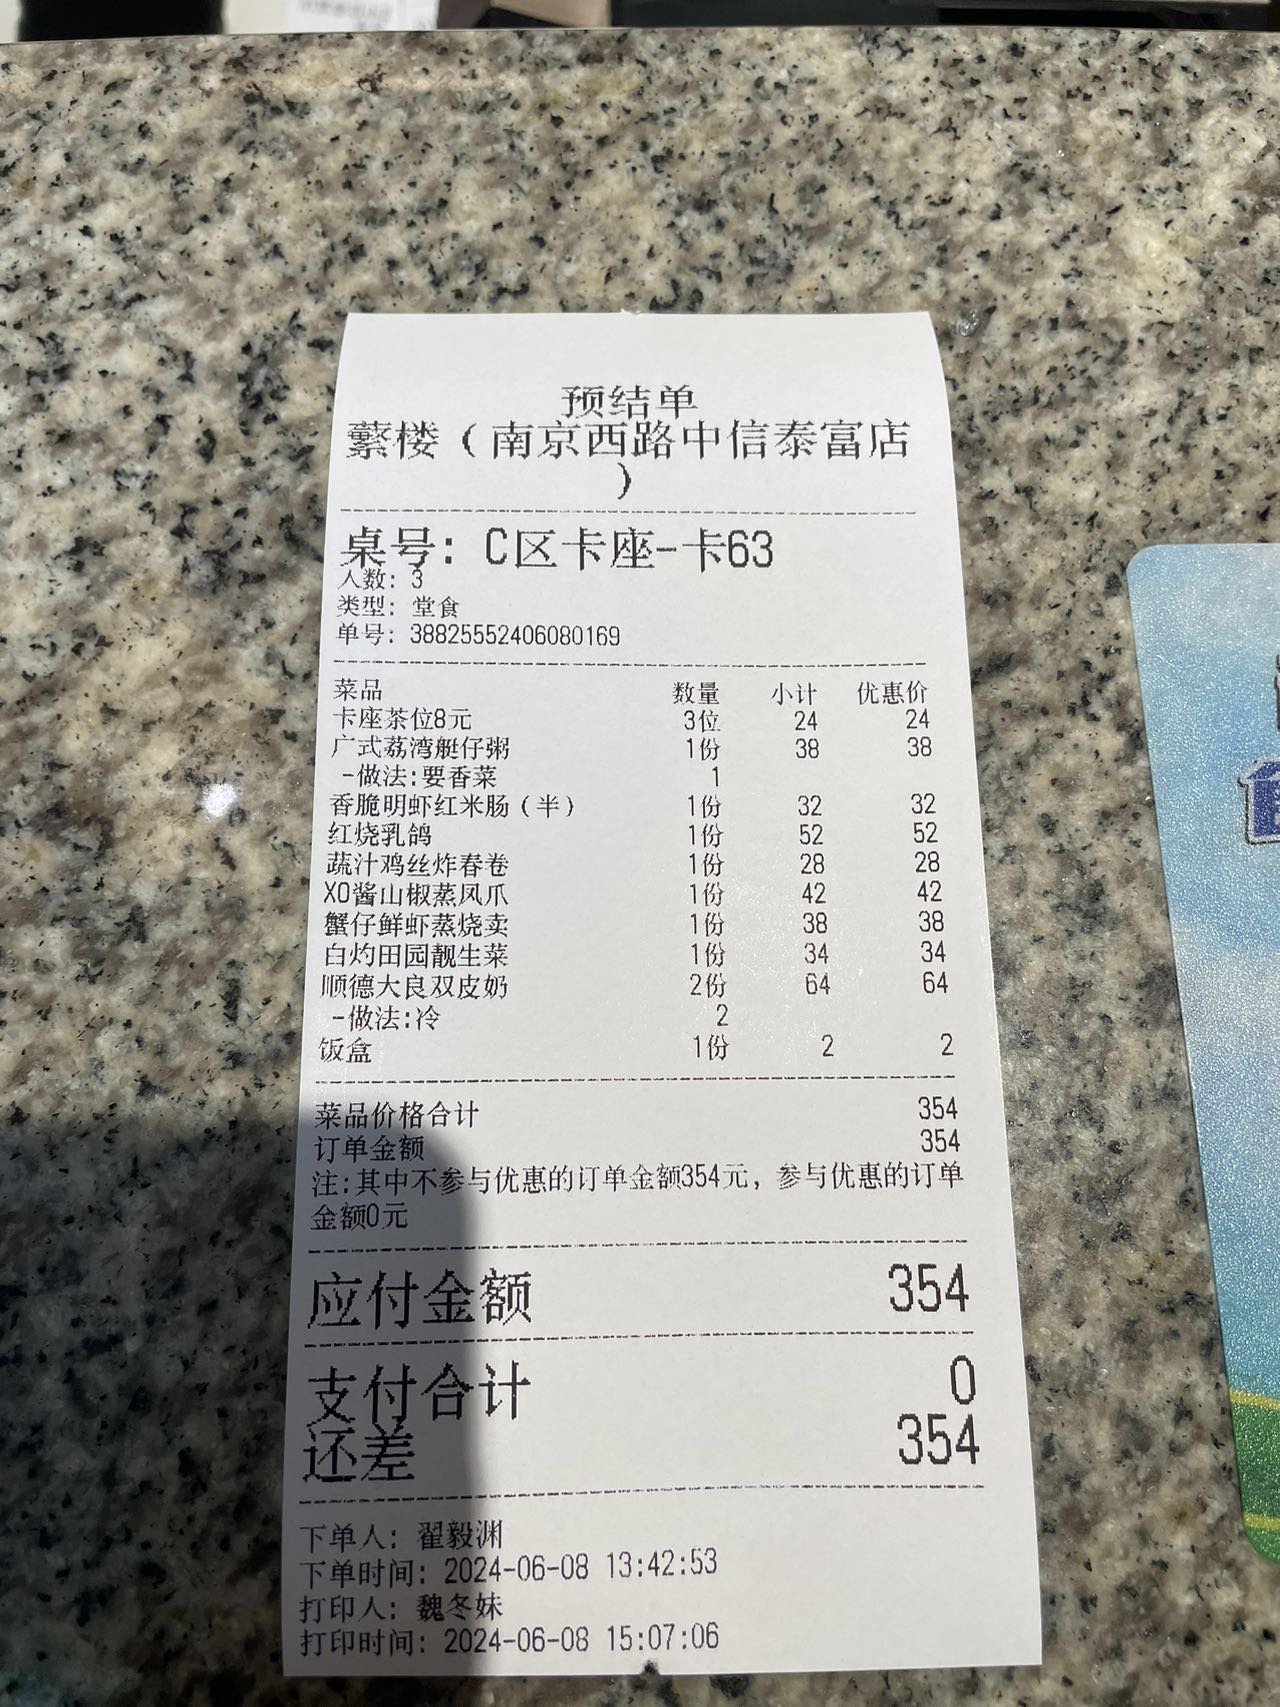 预结单
蘩楼（南京西路中信泰富店
）
桌号：C区卡座-卡63
人数：3
类型：堂食
单号：38825552406080169
菜品 数量 小计 优惠价
卡座茶位8元 3位 24 24
广式荔湾艇仔粥 1份 38 38
-做法:要香菜 1
香脆明虾红米肠（半） 1份 32 32
红烧乳鸽 1份 52 52
蔬汁鸡丝炸春卷 1份 28 28
XO酱山椒蒸凤爪 1份 42 42
蟹仔鲜虾蒸烧卖 1份 38 38
白灼田园靓生菜 1份 34 34
顺德大良双皮奶 2份 64 64
-做法:冷 2
饭盒 1份 2 2
菜品价格合计 354
订单金额 354
注:其中不参与优惠的订单金额354元，参与优惠的订单
金额0元
应付金额 354
支付合计 0
还差 354
下单人：翟毅渊
下单时间：2024-06-08 13:42:53
打印人：魏冬妹
打印时间：2024-06-08 15:07:06